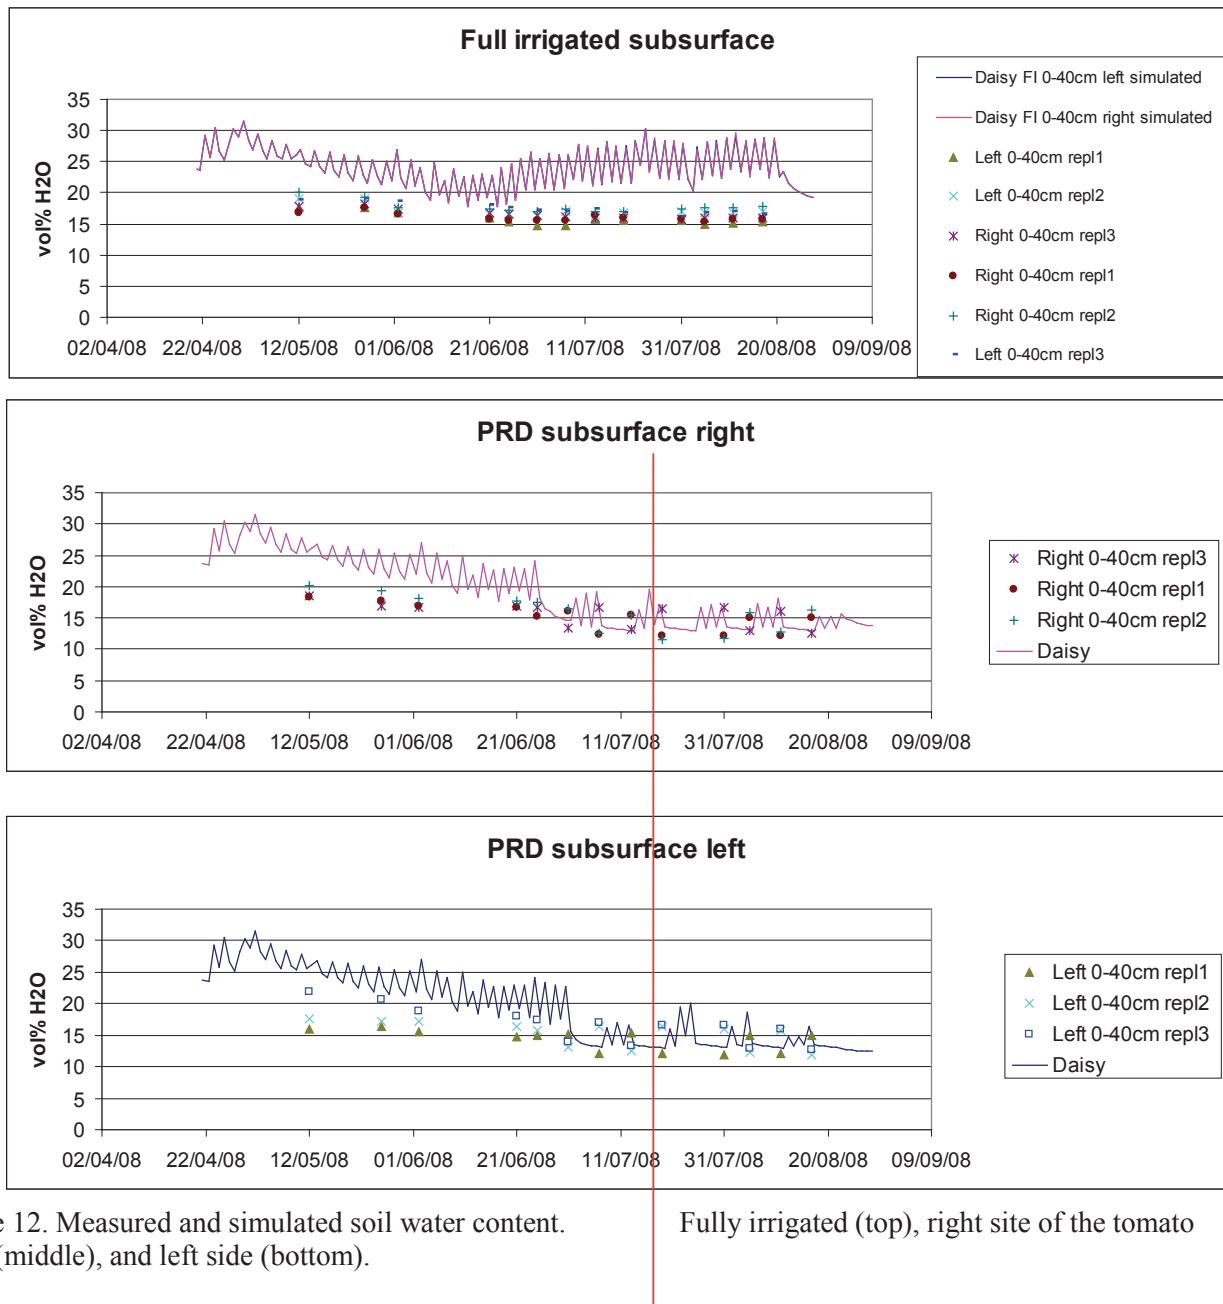 Full irrigated subsurface
vol% H2O
35
30
25
20
15
10
5
0
02/04/08 22/04/08 12/05/08 01/06/08 21/06/08 11/07/08 31/07/08 20/08/08 09/09/08
Daisy FI 0-40cm left simulated
Daisy FI 0-40cm right simulated
Left 0-40cm repl1
Left 0-40cm repl2
Right 0-40cm repl3
Right 0-40cm repl1
Right 0-40cm repl2
Left 0-40cm repl3
PRD subsurface right
vol% H2O
35
30
25
20
15
10
5
0
02/04/08 22/04/08 12/05/08 01/06/08 21/06/08 11/07/08 31/07/08 20/08/08 09/09/08
Right 0-40cm repl3
Right 0-40cm repl1
Right 0-40cm repl2
Daisy
PRD subsurface left
vol% H2O
35
30
25
20
15
10
5
0
02/04/08 22/04/08 12/05/08 01/06/08 21/06/08 11/07/08 31/07/08 20/08/08 09/09/08
Left 0-40cm repl1
Left 0-40cm repl2
Left 0-40cm repl3
Daisy
e 12. Measured and simulated soil water content. Fully irrigated (top), right site of the tomato
(middle), and left side (bottom).